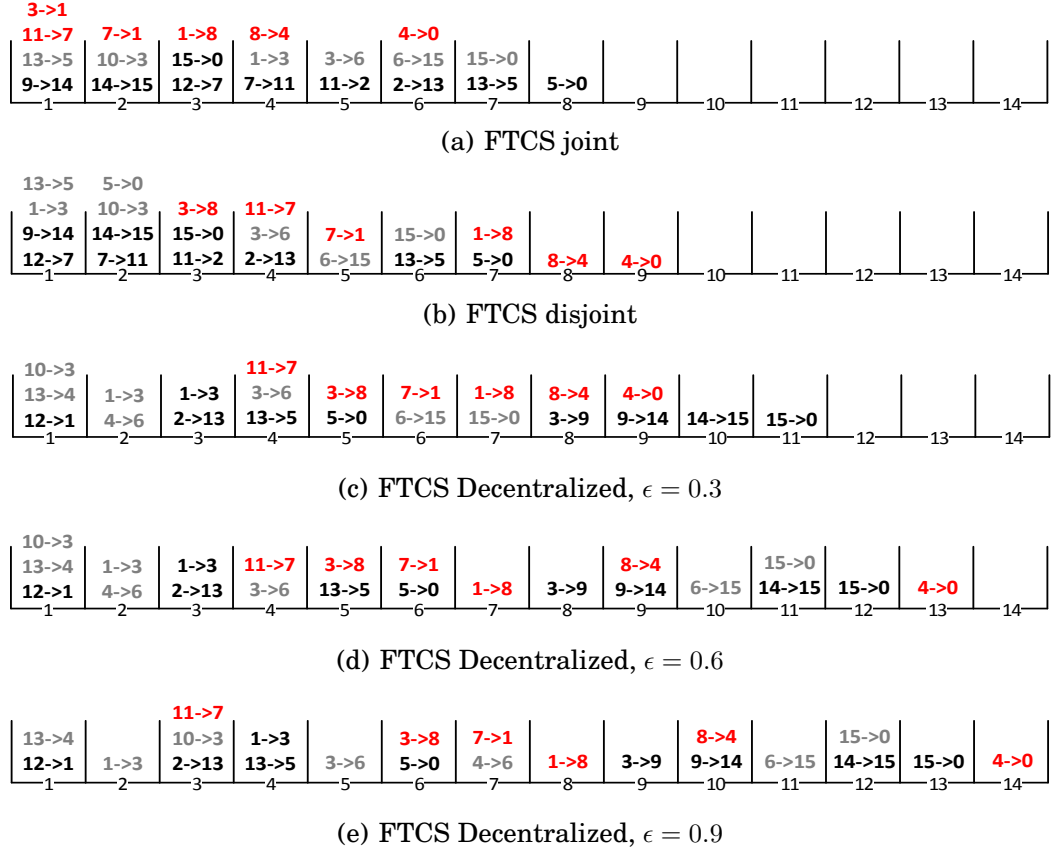 3->1
11->7 7->1 1->8 8->4 4->0
13->5 10->3 15->0 1->3 3->6 6->15 15->0
9->14 14->15 12->7 7->11 11->2 2->13 13->5 5->0
1 2 3 4 5 6 7 8 9 10 11 12 13 14
(a) FTCS joint
13->5 5->0
1->3 10->3 3->8 11->7
9->14 14->15 15->0 3->6 7->1 15->0 1->8
12->7 7->11 11->2 2->13 6->15 13->5 5->0 8->4 4->0
1 2 3 4 5 6 7 8 9 10 11 12 13 14
(b) FTCS disjoint
10->3 11->7
13->4 1->3 1->3 3->6 3->8 7->1 1->8 8->4 4->0
12->1 4->6 2->13 13->5 5->0 6->15 15->0 3->9 9->14 14->15 15->0
1 2 3 4 5 6 7 8 9 10 11 12 13 14
(c) FTCS Decentralized, ϵ = 0.3
10->3
13->4 1->3 1->3 11->7 3->8 7->1 8->4 15->0
12->1 4->6 2->13 3->6 13->5 5->0 1->8 3->9 9->14 6->15 14->15 15->0 4->0
1 2 3 4 5 6 7 8 9 10 11 12 13 14
(d) FTCS Decentralized, ϵ = 0.6
11->7
13->4 10->3 1->3 3->8 7->1 8->4 15->0
12->1 1->3 2->13 13->5 3->6 5->0 4->6 1->8 3->9 9->14 6->15 14->15 15->0 4->0
1 2 3 4 5 6 7 8 9 10 11 12 13 14
(e) FTCS Decentralized, ϵ = 0.9